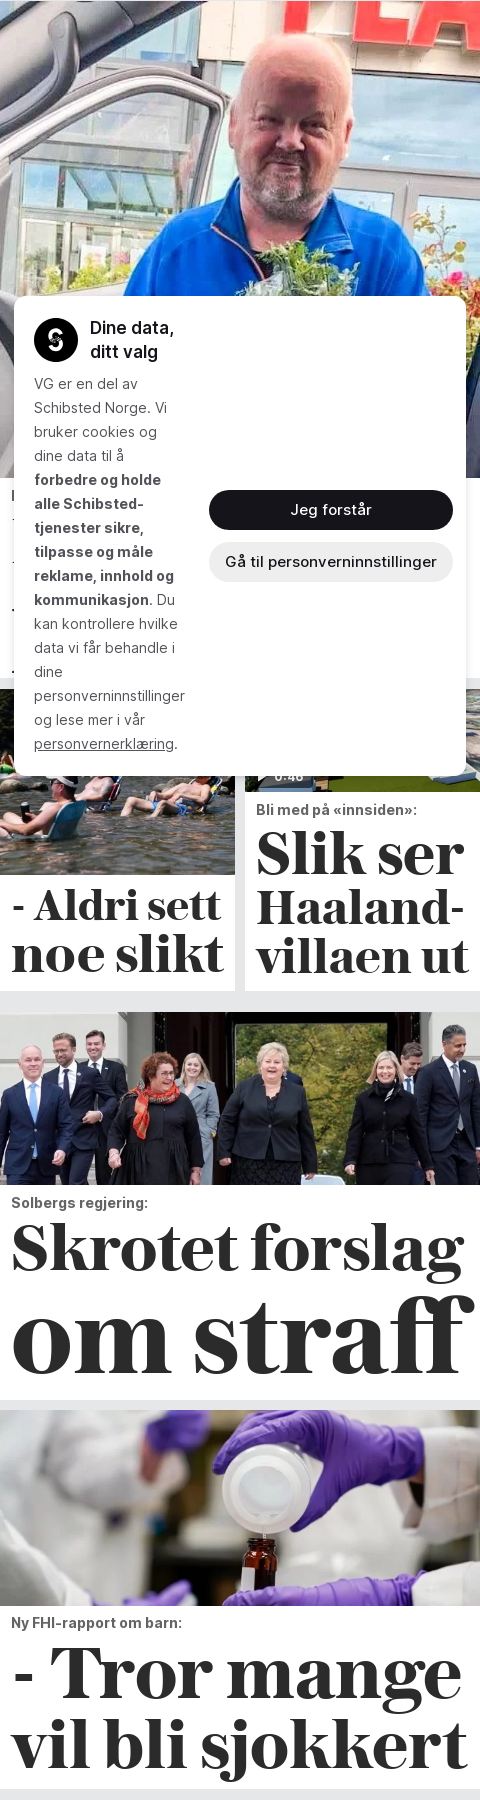 Dine data,
ditt valg
VG er en del av
Schibsted Norge. Vi
bruker cookies og
dine data til å
forbedre og holde
alle Schibsted-
tjenester sikre,
tilpasse og måle
reklame, innhold og
kommunikasjon. Du
kan kontrollere hvilke
data vi får behandle i
dine
personverninnstillinger
og lese mer i vår
personvernerklæring.
Jeg forstår
Gå til personverninnstillinger
0:46
- Aldri sett
noe slikt
Bli med på «innsiden»:
Slik ser
Haaland-
villaen ut
Solbergs regjering:
Skrotet forslag
om straff
Ny FHI-rapport om barn:
- Tror mange
vil bli sjokkert